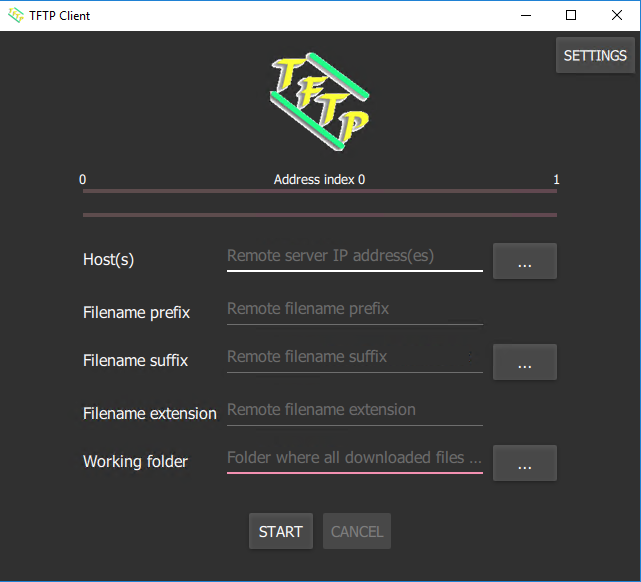 TFTP Client
SETTINGS
TFTP
0 Address index 0 1
Host(s) Remote server IP address(es) ...
Filename prefix Remote filename prefix
Filename suffix Remote filename suffix ...
Filename extension Remote filename extension
Working folder Folder where all downloaded files ... ...
START CANCEL